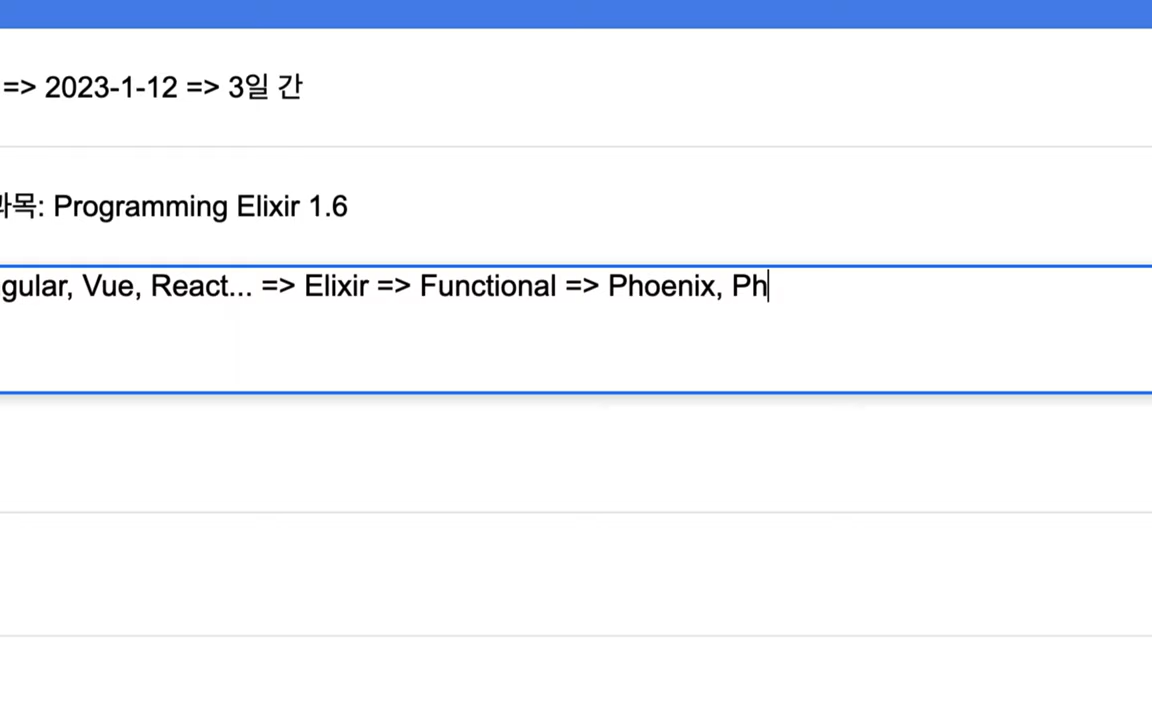 => 2023-1-12 => 3일 간
과목: Programming Elixir 1.6
gular, Vue, React... => Elixir => Functional => Phoenix, Ph